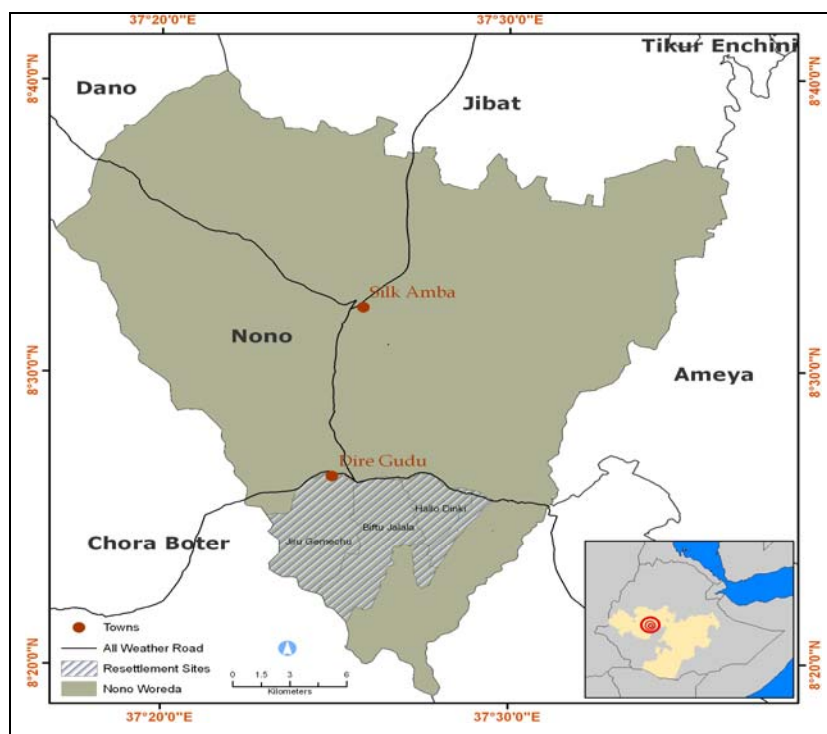 37°20'0"E
37°30'0"E
Tikur Enchini
8°40'0"N
8°40'0"N
Dano
Jibat
Silk Amba
Nono
8°30'0"N
8°30'0"N
Ameya
Dire Gudu
Hallo Dinki
Biftu Jalala
Jiru Gemechu
Chora Boter
Towns
All Weather Road
Resettlement Sites
Nono Woreda
0 1.5 3 6
Kilometers
8°20'0"N
8°20'0"N
37°20'0"E
37°30'0"E